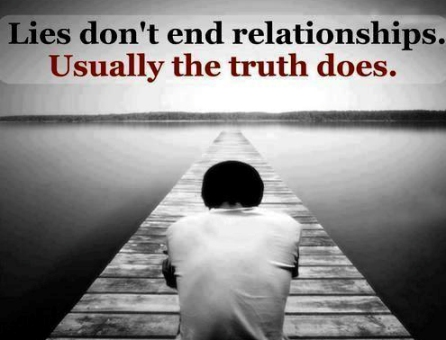 Lies don't end relationships.
Usually the truth does.